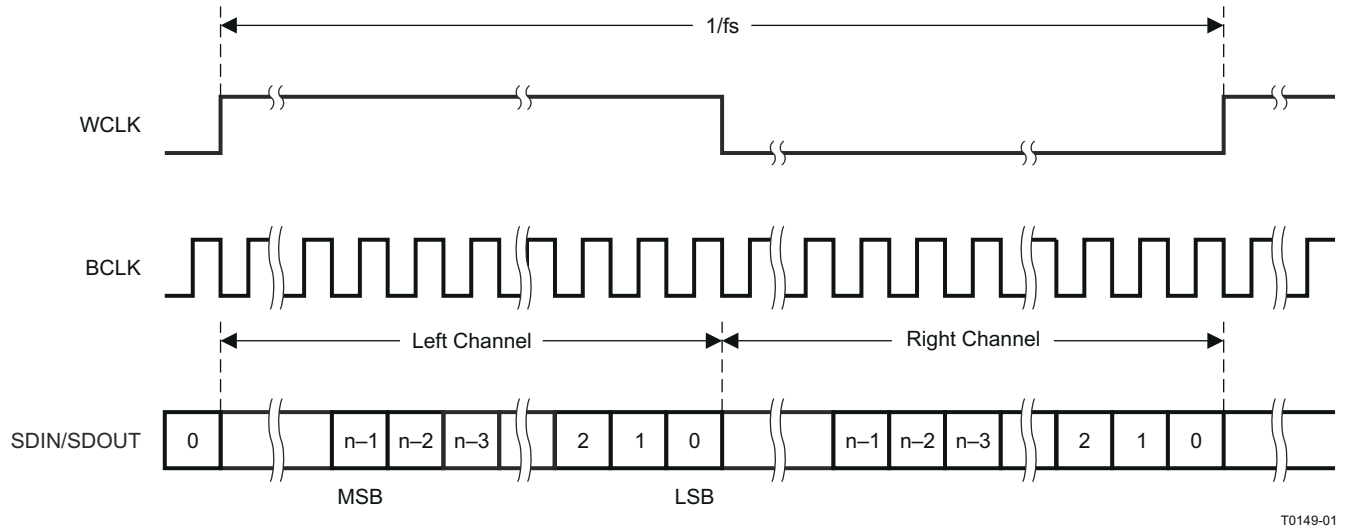 1/fs
WCLK
BCLK
Left Channel
Right Channel
SDIN/SDOUT
0 n–1 n–2 n–3 2 1 0 n–1 n–2 n–3 2 1 0
MSB LSB
T0149-01